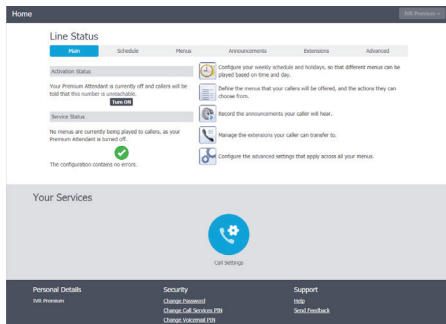 Home
IVR Premium
Line Status
Main Schedule Menus Announcements Extensions Advanced
Activation Status
Your Premium Attendant is currently off and callers will be
told that this number is unreachable.
Turn ON
Service Status
No menus are currently being played to callers, as your
Premium Attendant is turned off.
The configuration contains no errors.
Configure your weekly schedule and holidays, so that different menus can be
played based on time and day.
Define the menus that your callers will be offered, and the actions they can
choose from.
Record the announcements your caller will hear.
Manage the extensions your caller can transfer to.
Configure the advanced settings that apply across all your menus.
Your Services
Call Settings
Personal Details
IVR Premium
Security
Change Password
Change Call Services PIN
Change Voicemail PIN
Support
Help
Send Feedback